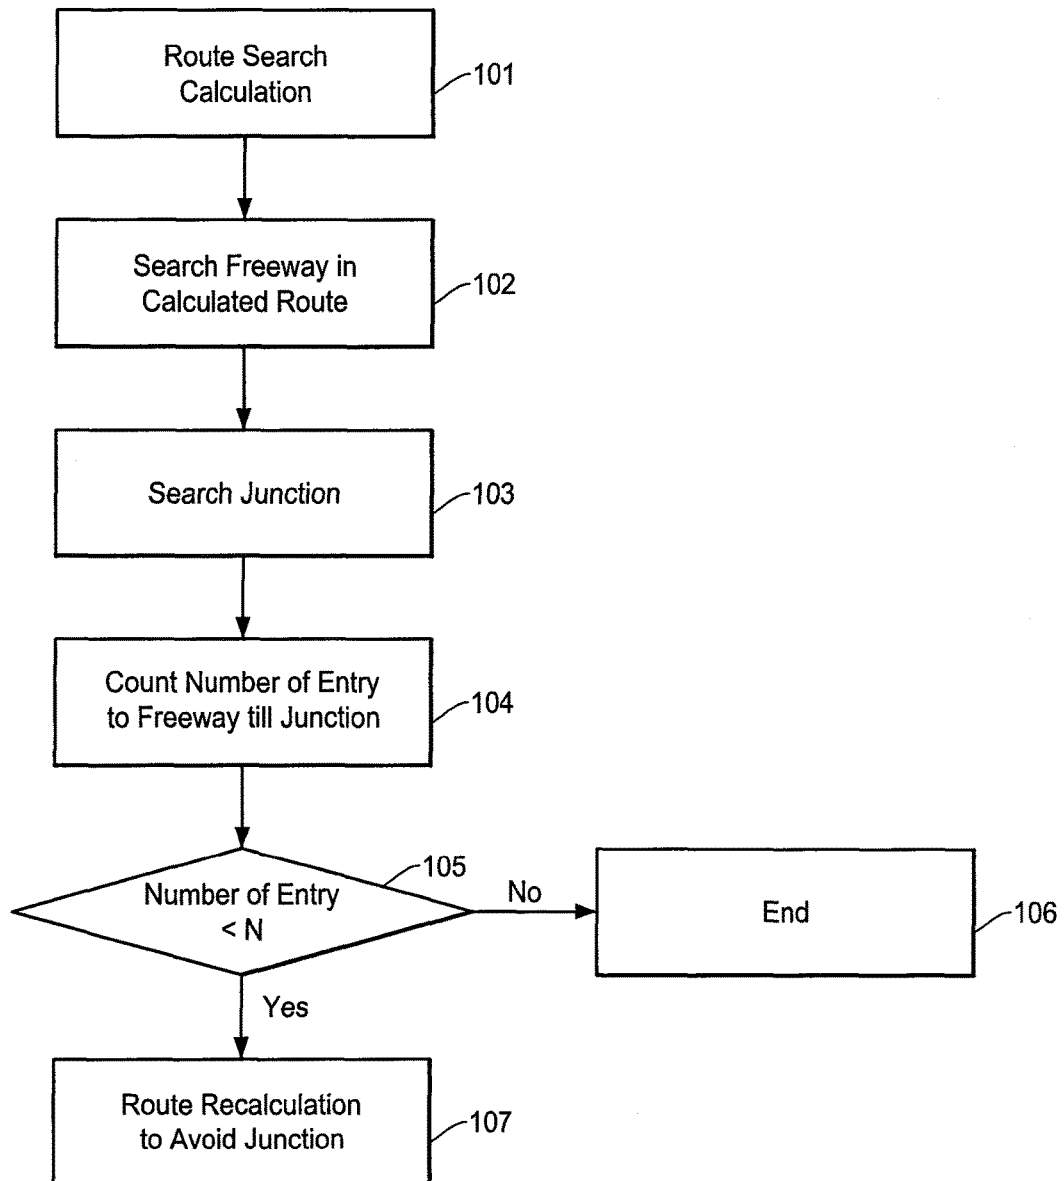 Route Search
Calculation
101
Search Freeway in
Calculated Route
102
Search Junction
103
Count Number of Entry
to Freeway till Junction
104
105
Number of Entry
< N
No
End
106
Yes
Route Recalculation
to Avoid Junction
107